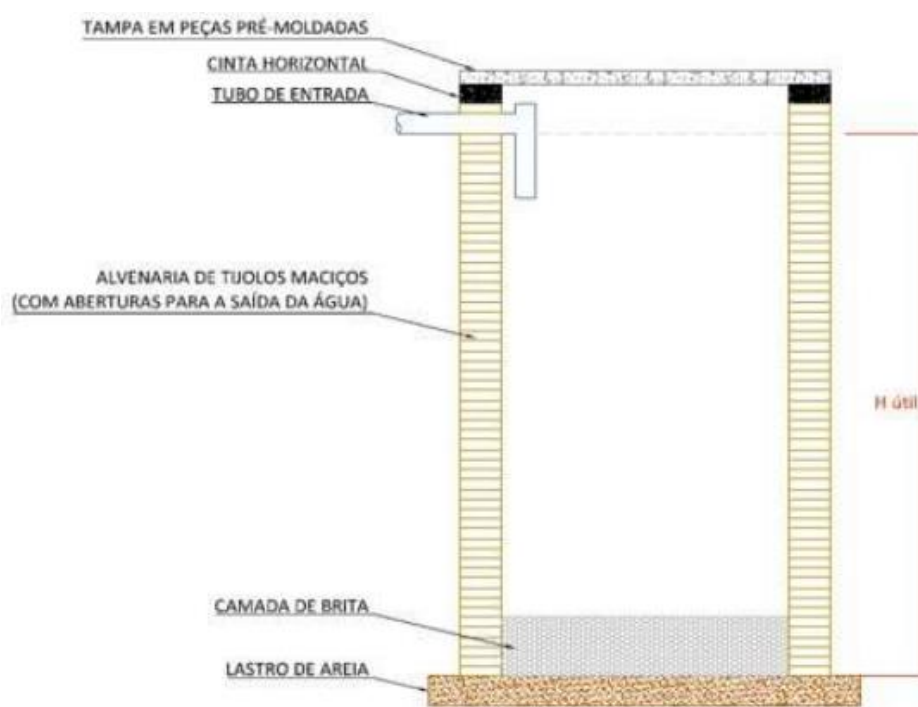 TAMPA EM PEÇAS PRÉ-MOLDADAS
CINTA HORIZONTAL
TUBO DE ENTRADA
ALVENARIA DE TIJOLOS MACIÇOS
(COM ABERTURAS PARA A SAÍDA DA ÁGUA)
H útil
CAMADA DE BRITA
LASTRO DE AREIA